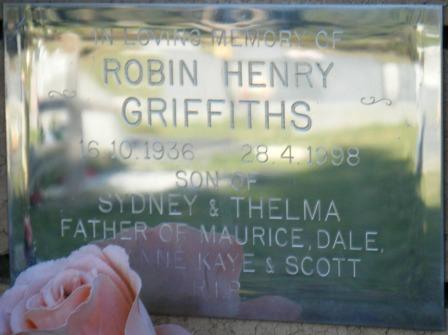 IN LOVING MEMORY OF
ROBIN HENRY
GRIFFITHS
16.10.1936 28.4.1998
SON OF
SYDNEY & THELMA
FATHER OF MAURICE, DALE,
KAYE & SCOTT
R.I.P.